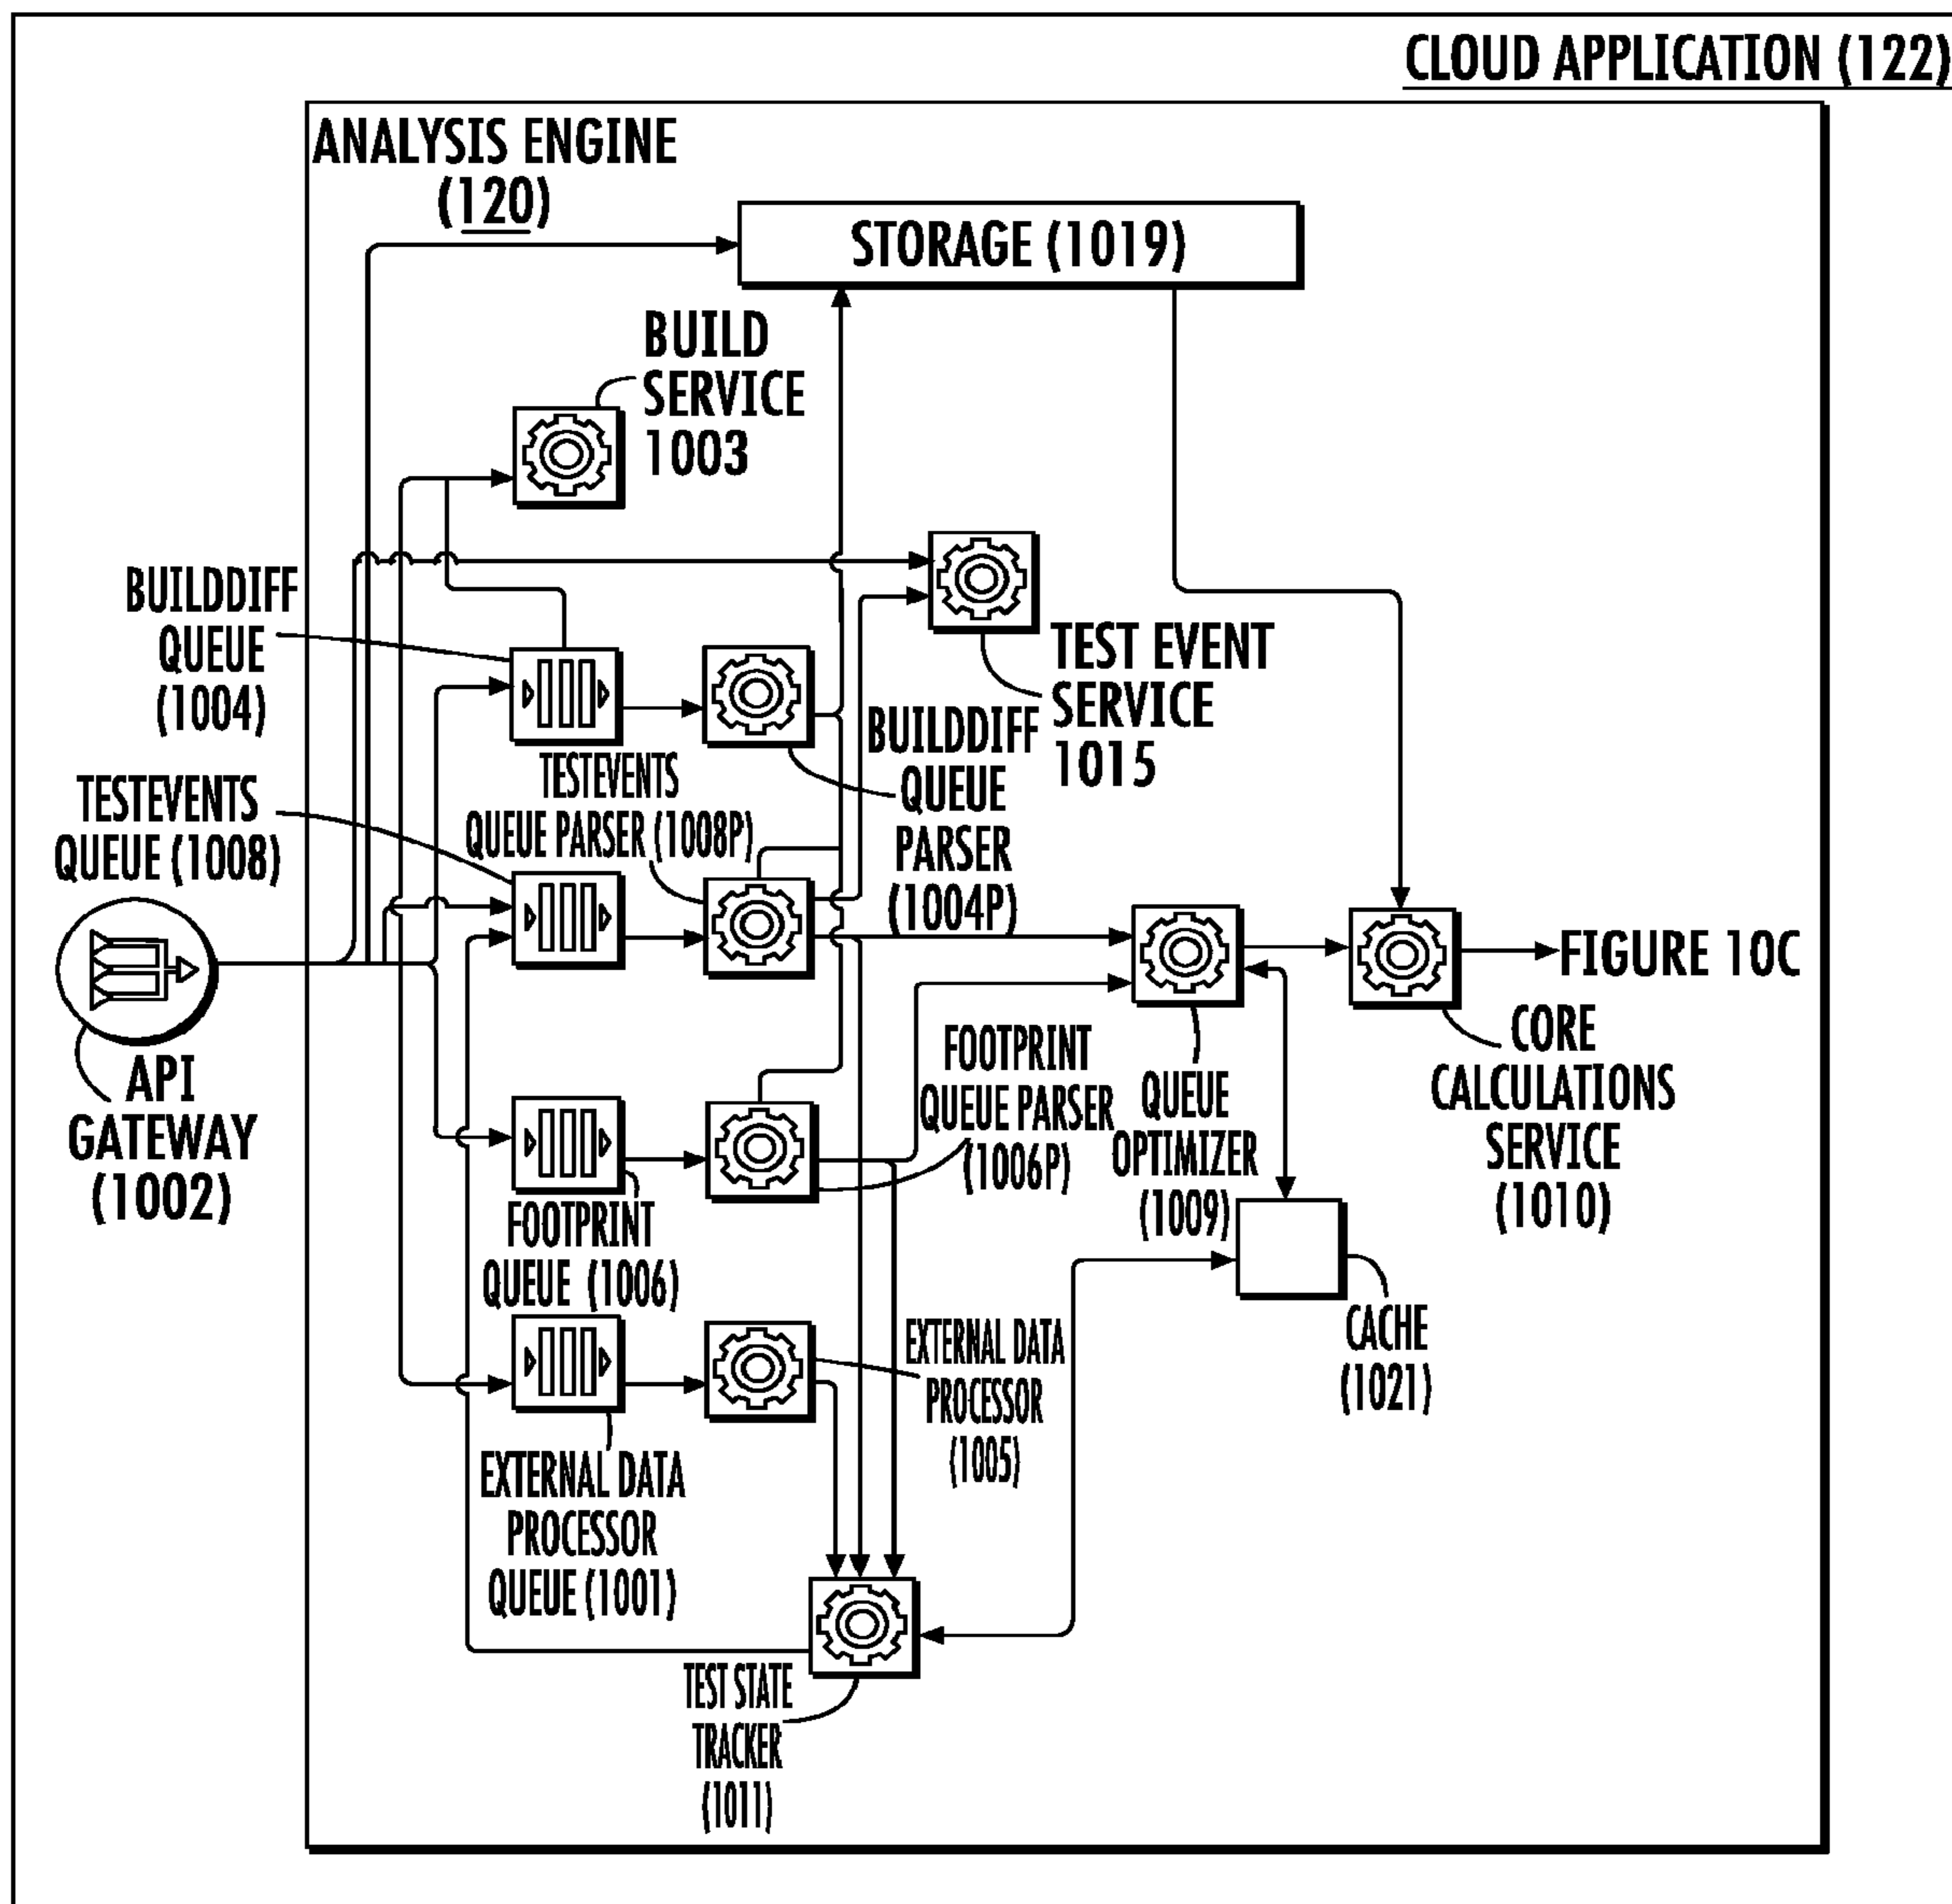 CLOUD APPLICATION (122)
ANALYSIS ENGINE
(120)
STORAGE (1019)
BUILD
SERVICE
1003
BUILDDIFF
QUEUE
(1004)
TEST EVENT
SERVICE
1015
BUILDDIFF
QUEUE
PARSER
(1004P)
TESTEVENTS
QUEUE (1008)
TESTEVENTS
QUEUE PARSER (1008P)
API
GATEWAY
(1002)
FIGURE 10C
CORE
CALCULATIONS
SERVICE
(1010)
FOOTPRINT
QUEUE PARSER
(1006P)
QUEUE
OPTIMIZER
(1009)
FOOTPRINT
QUEUE (1006)
EXTERNAL DATA
PROCESSOR
(1005)
CACHE
(1021)
EXTERNAL DATA
PROCESSOR
QUEUE (1001)
TEST STATE
TRACKER
(1011)